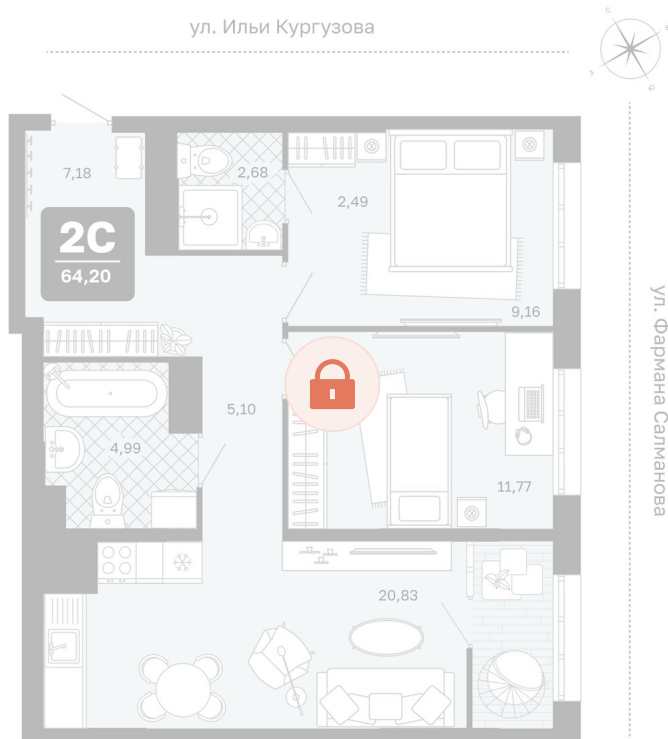 ул. Ильи Кургузова
С
В
З
Ю
7,18
2,68
2,49
2С
64,20
9,16
ул. Фармана Салманова
5,10
4,99
11,77
20,83